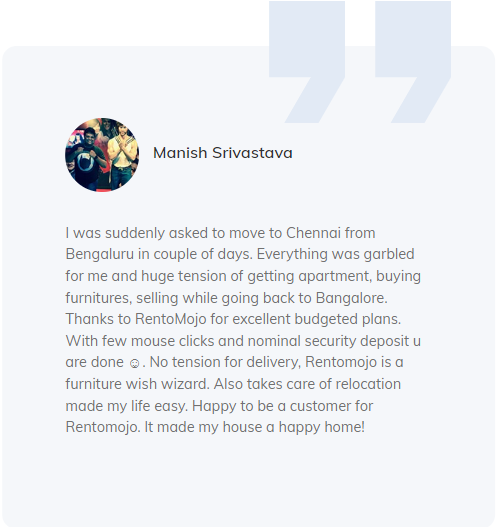 Manish Srivastava
I was suddenly asked to move to Chennai from
Bengaluru in couple of days. Everything was garbled
for me and huge tension of getting apartment, buying
furnitures, selling while going back to Bangalore.
Thanks to RentoMojo for excellent budgeted plans.
With few mouse clicks and nominal security deposit u
are done ☺. No tension for delivery, Rentomojo is a
furniture wish wizard. Also takes care of relocation
made my life easy. Happy to be a customer for
Rentomojo. It made my house a happy home!